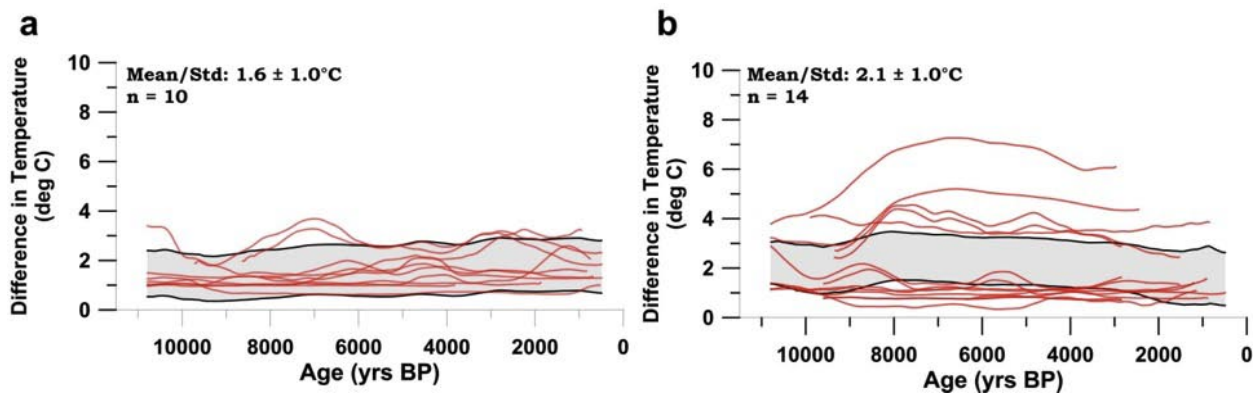 a
Mean/Std: 1.6 ± 1.0°C
n = 10
Difference in Temperature
(deg C)
10
8
6
4
2
0
10000 8000 6000 4000 2000 0
Age (yrs BP)
b
Mean/Std: 2.1 ± 1.0°C
n = 14
Difference in Temperature
(deg C)
10
8
6
4
2
0
10000 8000 6000 4000 2000 0
Age (yrs BP)